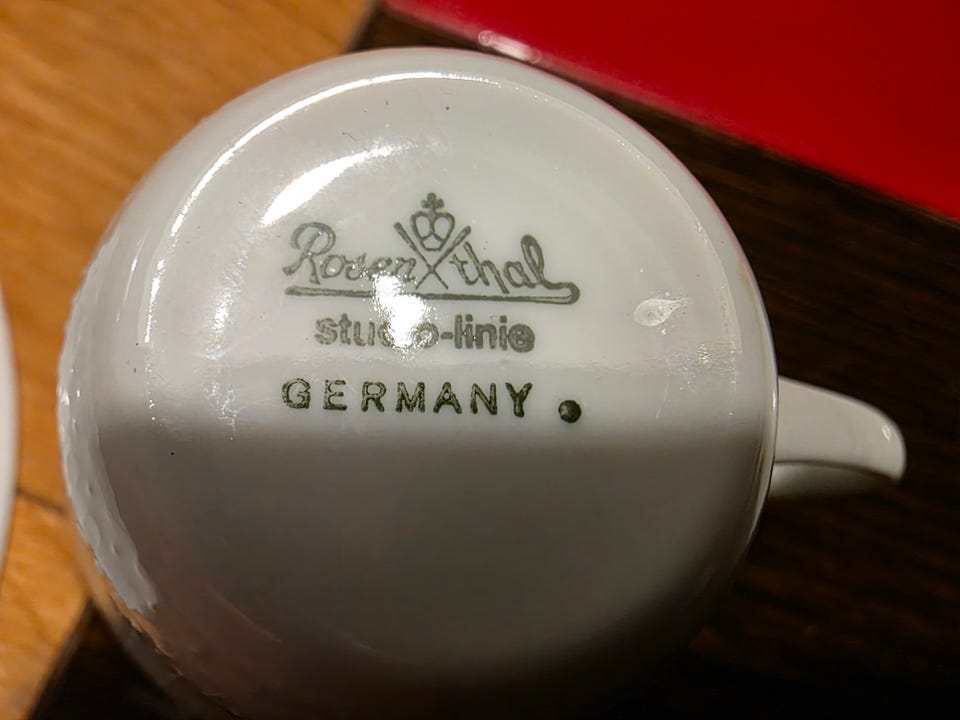 Rosenthal
studio-linie
GERMANY